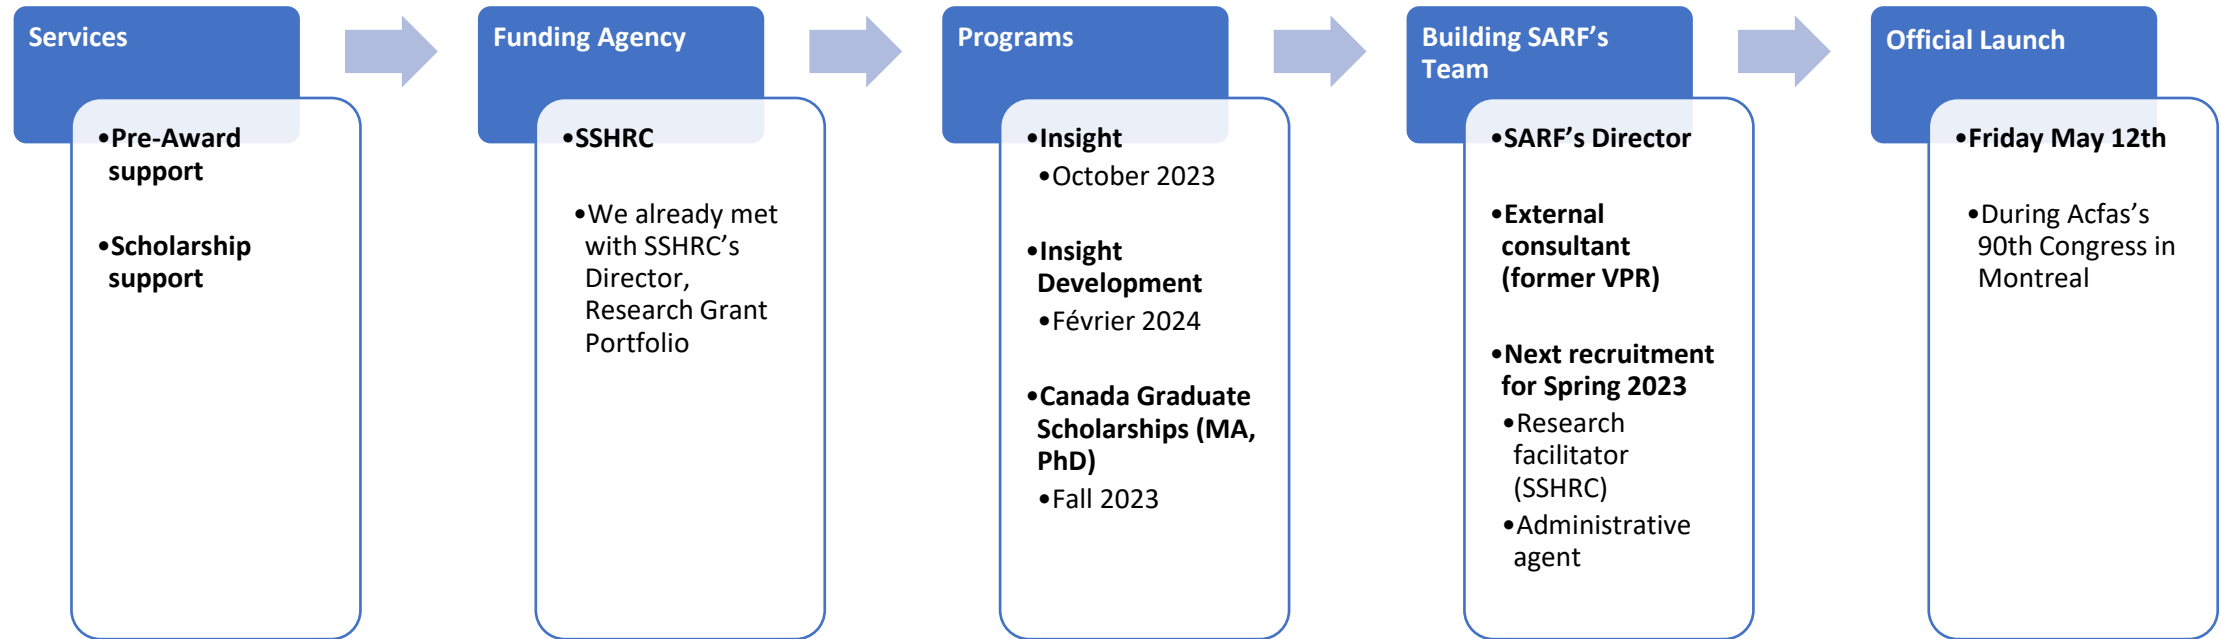 Services
•Pre-Award
support
•Scholarship
support
Funding Agency
•SSHRC
•We already met
with SSHRC's
Director,
Research Grant
Portfolio
Programs
•Insight
•October 2023
•Insight
Development
•Février 2024
•Canada Graduate
Scholarships (MA,
PhD)
•Fall 2023
Building SARF's
Team
•SARF's Director
•External
consultant
(former VPR)
•Next recruitment
for Spring 2023
•Research
facilitator
(SSHRC)
•Administrative
agent
Official Launch
•Friday May 12th
•During Acfas's
90th Congress in
Montreal